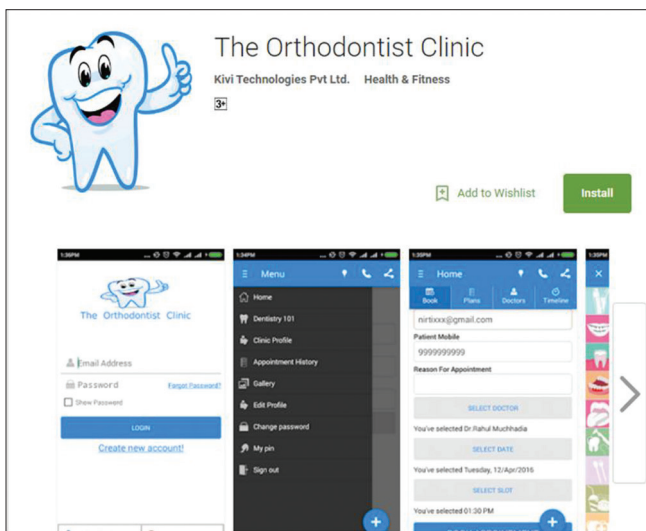 The Orthodontist Clinic
Kivi Technologies Pvt Ltd. Health & Fitness
3+
Add to Wishlist
Install
1:36PM
The Orthodontist Clinic
Email Address
Password Forgot Password?
Show Password
LOGIN
Create new account!
1:34PM
Menu
Home
Dentistry 101
Clinic Profile
Appointment History
Gallery
Edit Profile
Change password
My pin
Sign out
1:35PM
Home
Book Plans Doctors Timeline
nirtixxx@gmail.com
Patient Mobile
9999999999
Reason For Appointment
SELECT DOCTOR
You've selected Dr.Rahul Muchhadia
SELECT DATE
You've selected Tuesday, 12/Apr/2016
SELECT SLOT
You've selected 01:30 PM
1:35PM